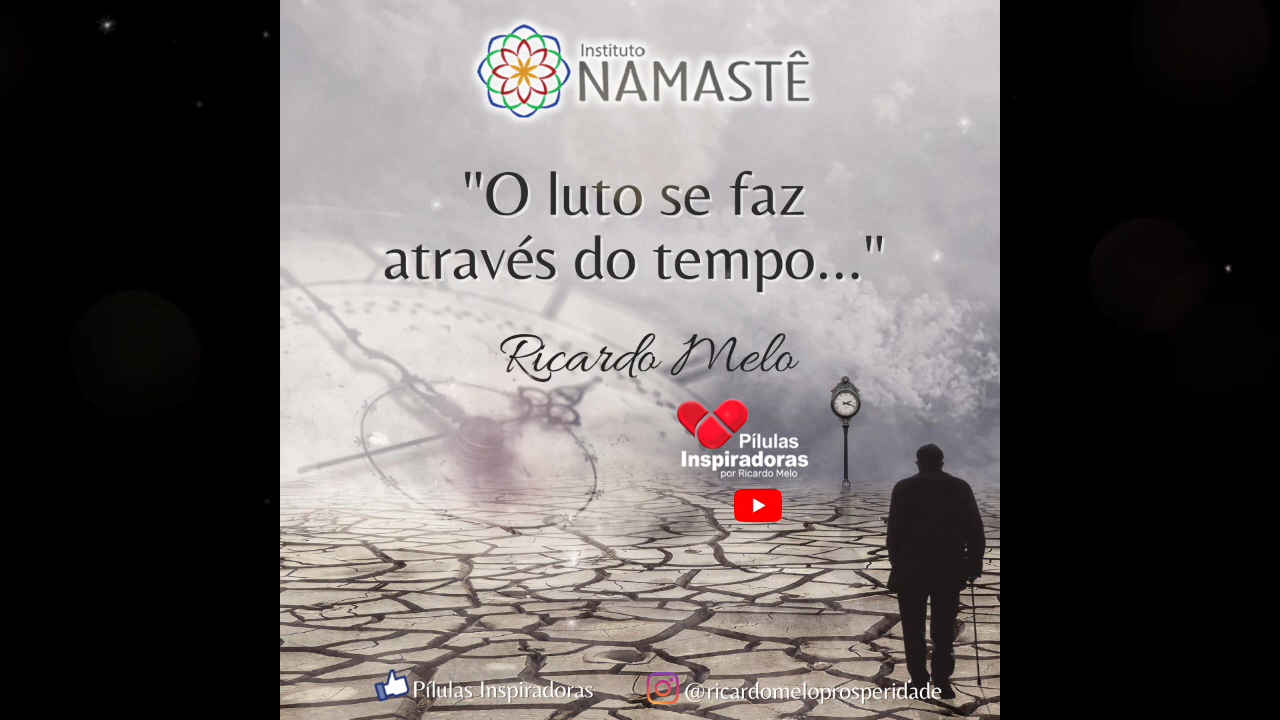 Instituto
NAMASTÊ
"O luto se faz
através do tempo..."
Ricardo Melo
Pílulas
Inspiradoras
por Ricardo Melo
Pílulas Inspiradoras
@ricardomeloprosperidade